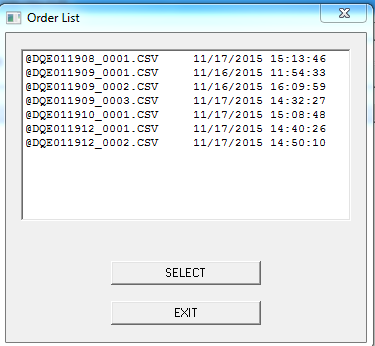 Order List
@DQE011908_0001.CSV 11/17/2015 15:13:46
@DQE011909_0001.CSV 11/16/2015 11:54:33
@DQE011909_0002.CSV 11/16/2015 16:09:59
@DQE011909_0003.CSV 11/17/2015 14:32:27
@DQE011910_0001.CSV 11/17/2015 15:08:48
@DQE011912_0001.CSV 11/17/2015 14:40:26
@DQE011912_0002.CSV 11/17/2015 14:50:10
SELECT
EXIT